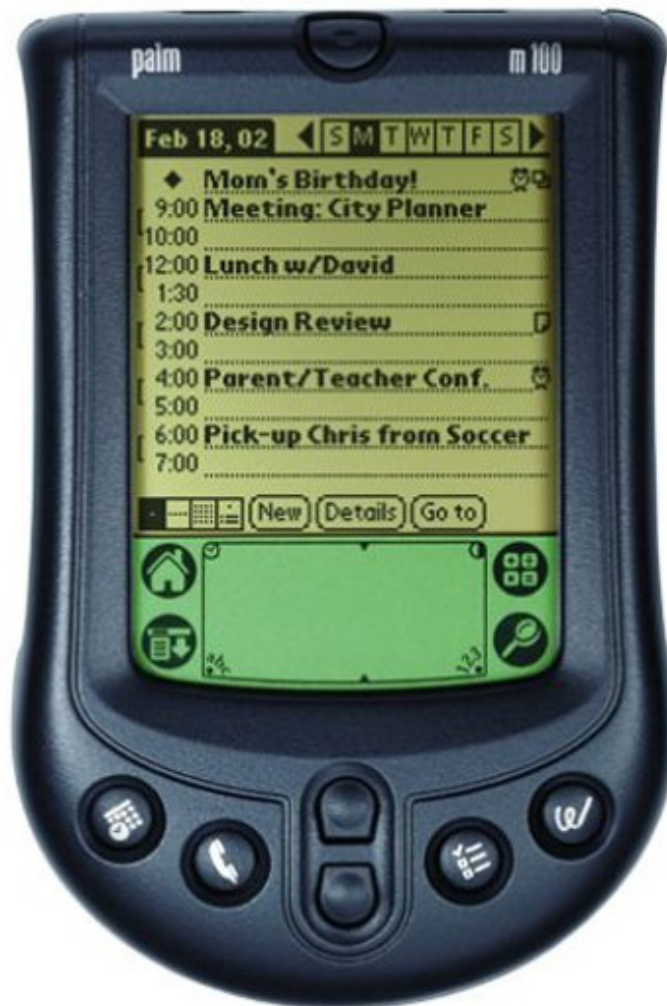 palm m100
Feb 18, 02 S M T W T F S
Mom's Birthday!
9:00 Meeting: City Planner
10:00
12:00 Lunch w/David
1:30
2:00 Design Review
3:00
4:00 Parent/Teacher Conf.
5:00
6:00 Pick-up Chris from Soccer
7:00
New Details Go to
abc 123